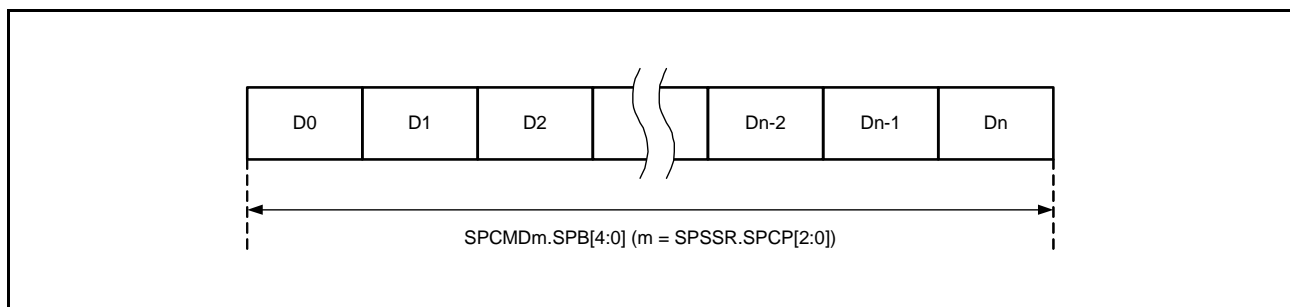 D0 D1 D2 Dn-2 Dn-1 Dn
SPCMDm.SPB[4:0] (m = SPSSR.SPCP[2:0])